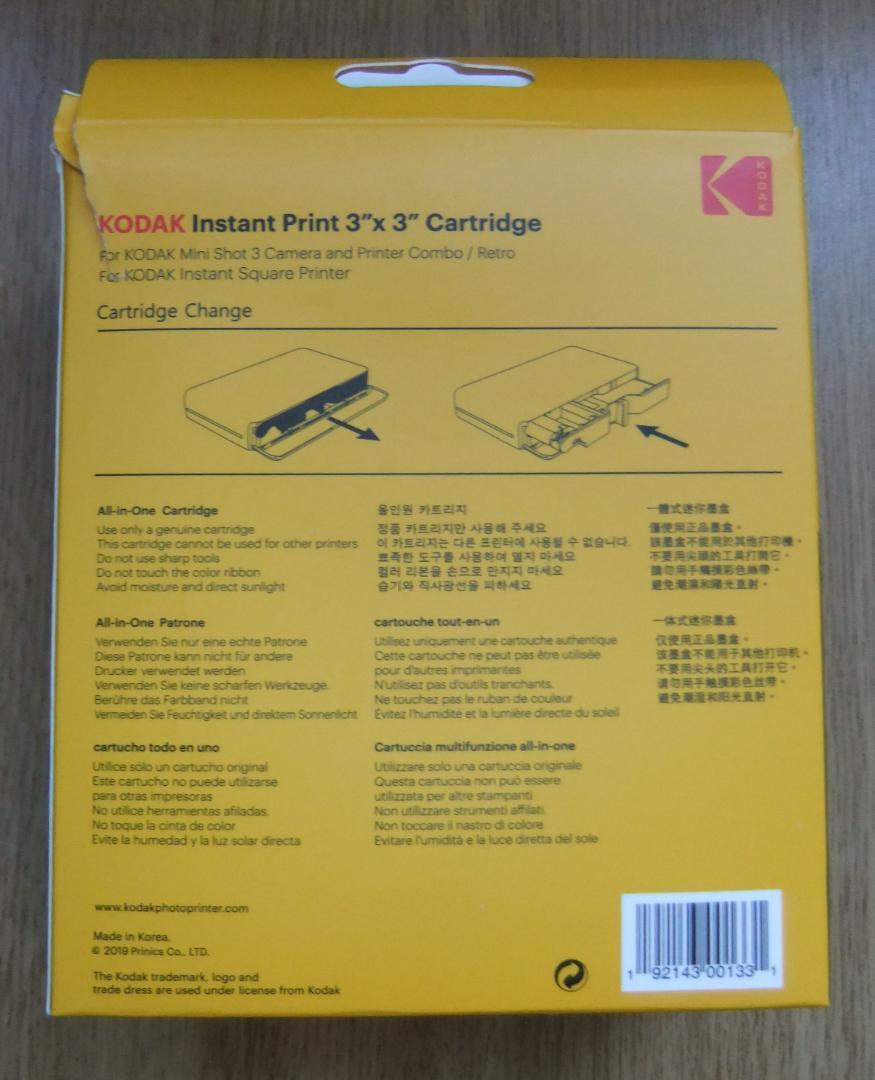 KODAK
KODAK Instant Print 3”x 3” Cartridge
For KODAK Mini Shot 3 Camera and Printer Combo / Retro
For KODAK Instant Square Printer
Cartridge Change
All-in-One Cartridge
Use only a genuine cartridge
This cartridge cannot be used for other printers
Do not use sharp tools
Do not touch the color ribbon
Avoid moisture and direct sunlight
올인원 카트리지
정품 카트리지만 사용해 주세요
이 카트리지는 다른 프린터에 사용될 수 없습니다.
뾰족한 도구를 사용하여 열지 마세요
컬러 리본을 손으로 만지지 마세요
습기와 직사광선을 피하세요
一體式迷你墨盒
僅使用正品墨盒。
該墨盒不能用於其他打印機。
不要用尖頭的工具打開它。
請勿用手觸摸彩色絲帶。
避免潮濕和陽光直射。
All-in-One Patrone
Verwenden Sie nur eine echte Patrone
Diese Patrone kann nicht für andere
Drucker verwendet werden
Verwenden Sie keine scharfen Werkzeuge.
Berühre das Farbband nicht
Vermeiden Sie Feuchtigkeit und direktem Sonnenlicht
cartouche tout-en-un
Utilisez uniquement une cartouche authentique
Cette cartouche ne peut pas être utilisée
pour d'autres imprimantes
N'utilisez pas d'outils tranchants.
Ne touchez pas le ruban de couleur
Évitez l'humidité et la lumière directe du soleil
一体式迷你墨盒
仅使用正品墨盒。
该墨盒不能用于其他打印机。
不要用尖头的工具打开它。
请勿用手触摸彩色丝带。
避免潮湿和阳光直射。
cartucho todo en uno
Utilice sólo un cartucho original
Este cartucho no puede utilizarse
para otras impresoras
No utilice herramientas afiladas.
No toque la cinta de color
Evite la humedad y la luz solar directa
Cartuccia multifunzione all-in-one
Utilizzare solo una cartuccia originale
Questa cartuccia non può essere
utilizzata per altre stampanti
Non utilizzare strumenti affilati.
Non toccare il nastro di colore
Evitare l'umidità e la luce diretta del sole
www.kodakphotoprinter.com
Made in Korea.
© 2019 Prinics Co., LTD.
The Kodak trademark, logo and
trade dress are used under license from Kodak
1 92143 00133 1